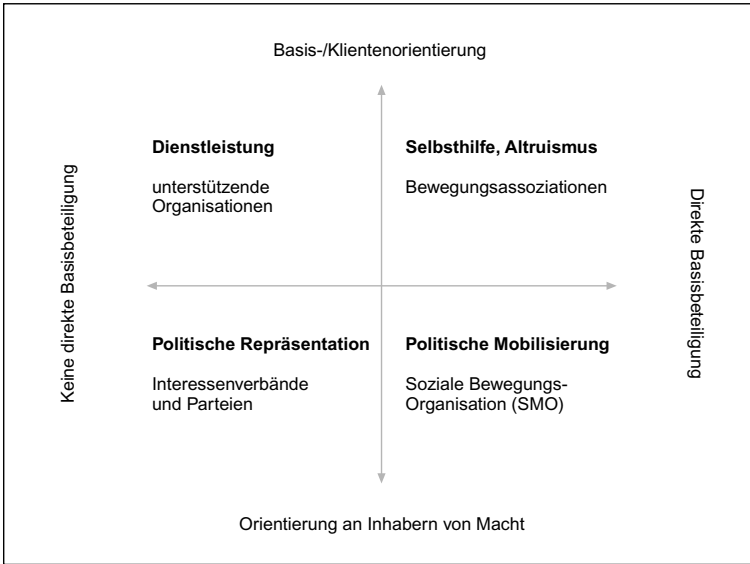 Basis-/Klientenorientierung
Keine direkte Basisbeteiligung
Dienstleistung
unterstützende
Organisationen
Selbsthilfe, Altruismus
Bewegungsassoziationen
Direkte Basisbeteiligung
Politische Repräsentation
Interessenverbände
und Parteien
Politische Mobilisierung
Soziale Bewegungs-
Organisation (SMO)
Orientierung an Inhabern von Macht